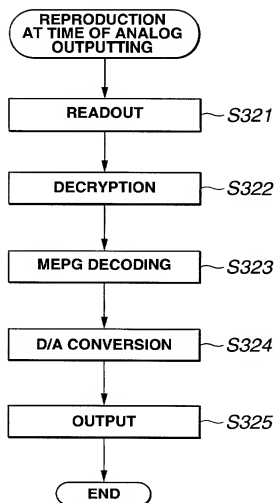 REPRODUCTION
AT TIME OF ANALOG
OUTPUTTING
READOUT
S321
DECRYPTION
S322
MEPG DECODING
S323
D/A CONVERSION
S324
OUTPUT
S325
END